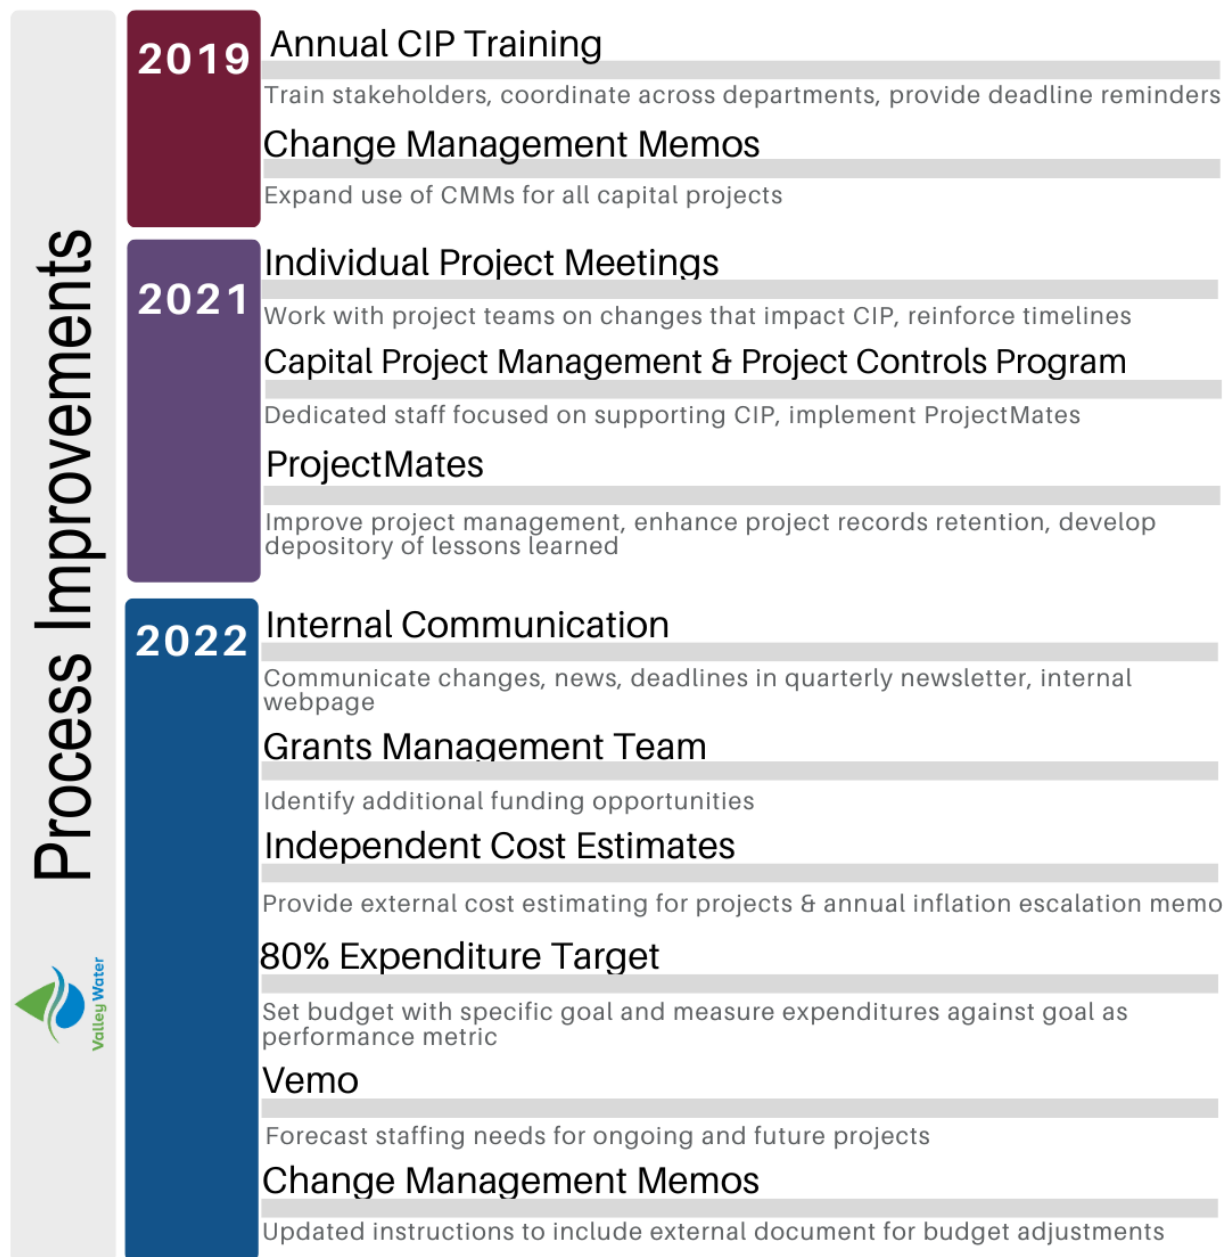 Process Improvements
Valley Water
2019
Annual CIP Training
Train stakeholders, coordinate across departments, provide deadline reminders
Change Management Memos
Expand use of CMMs for all capital projects
2021
Individual Project Meetings
Work with project teams on changes that impact CIP, reinforce timelines
Capital Project Management & Project Controls Program
Dedicated staff focused on supporting CIP, implement ProjectMates
ProjectMates
Improve project management, enhance project records retention, develop
depository of lessons learned
2022
Internal Communication
Communicate changes, news, deadlines in quarterly newsletter, internal
webpage
Grants Management Team
Identify additional funding opportunities
Independent Cost Estimates
Provide external cost estimating for projects & annual inflation escalation memo
80% Expenditure Target
Set budget with specific goal and measure expenditures against goal as
performance metric
Vemo
Forecast staffing needs for ongoing and future projects
Change Management Memos
Updated instructions to include external document for budget adjustments